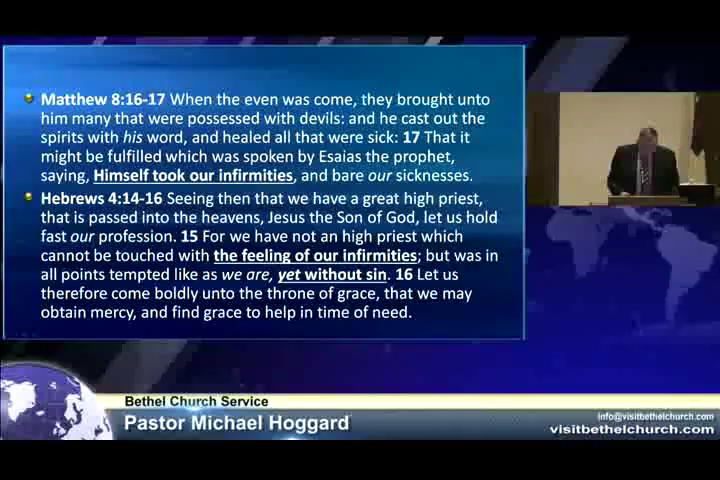 Matthew 8:16-17 When the even was come, they brought unto
him many that were possessed with devils: and he cast out the
spirits with his word, and healed all that were sick: 17 That it
might be fulfilled which was spoken by Esaias the prophet,
saying, Himself took our infirmities, and bare our sicknesses.
Hebrews 4:14-16 Seeing then that we have a great high priest,
that is passed into the heavens, Jesus the Son of God, let us hold
fast our profession. 15 For we have not an high priest which
cannot be touched with the feeling of our infirmities; but was in
all points tempted like as we are, yet without sin. 16 Let us
therefore come boldly unto the throne of grace, that we may
obtain mercy, and find grace to help in time of need.
Bethel Church Service
Pastor Michael Hoggard
info@visitbethelchurch.com
visitbethelchurch.com